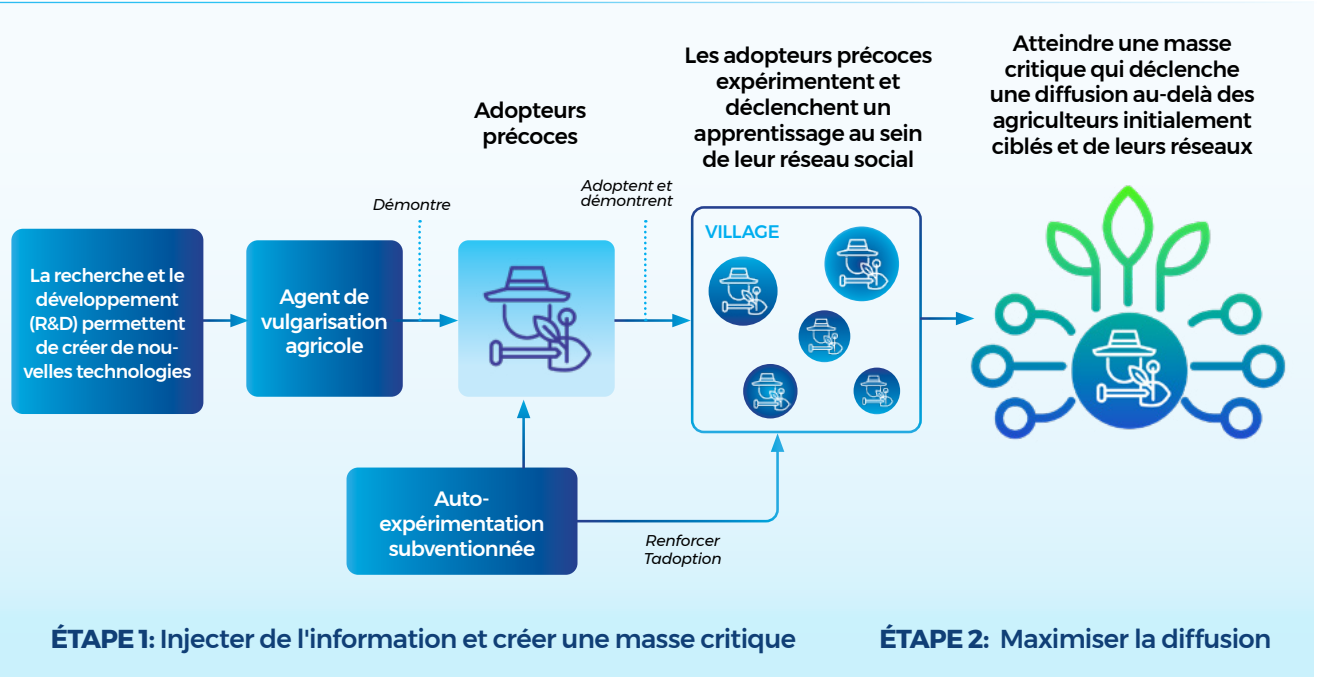 Adopteurs
précoces
Les adopteurs précoces
expérimentent et
déclenchent un
apprentissage au sein
de leur réseau social
Atteindre une masse
critique qui déclenche
une diffusion au-delà des
agriculteurs initialement
ciblés et de leurs réseaux
Démontre
Adoptent et
démontrent
La recherche et le
développement
(R&D) permettent
de créer de nou-
velles technologies
Agent de
vulgarisation
agricole
VILLAGE
Auto-
expérimentation
subventionnée
Renforcer
Tadoption
ÉTAPE 1: Injecter de l'information et créer une masse critique
ÉTAPE 2: Maximiser la diffusion